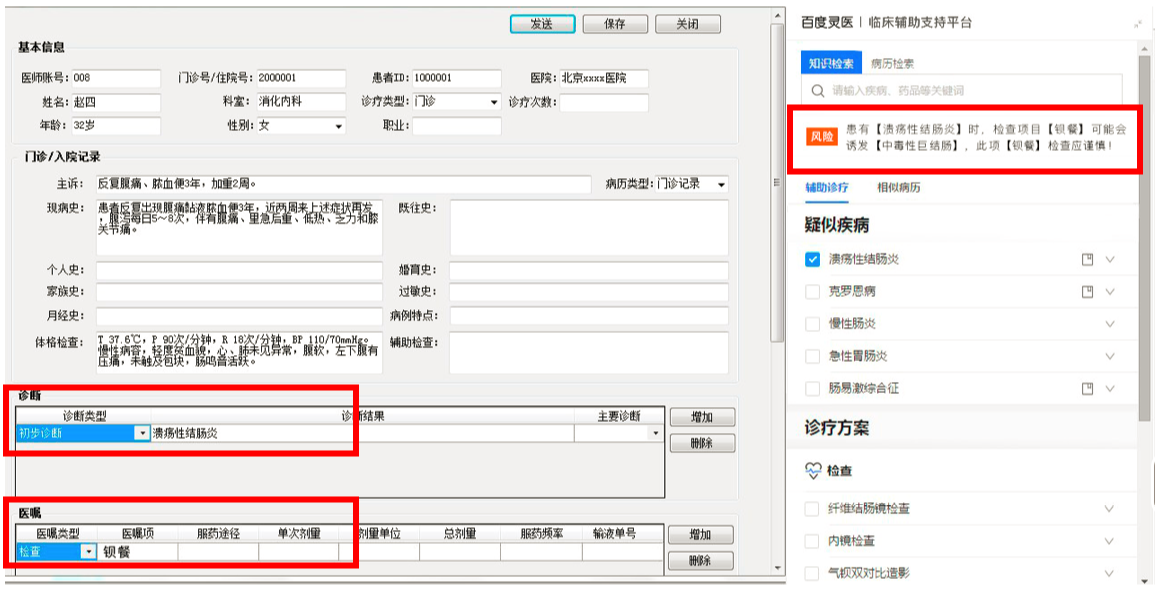 发送 保存 关闭
基本信息
医师账号: 008 门诊号/住院号: 2000001 患者ID: 1000001 医院: 北京xxxx医院
姓名: 赵四 科室: 消化内科 诊疗类型: 门诊 诊疗次数:
年龄: 32岁 性别: 女 职业:
门诊/入院记录
主诉: 反复腹痛、脓血便3年，加重2周。 病历类型: 门诊记录
现病史: 患者反复出现腹痛黏液脓血便3年，近两周来上述症状再发
，腹泻每日5～8次，伴有腹痛、里急后重、低热、乏力和膝
关节痛。
既往史:
个人史: 婚育史:
家族史: 过敏史:
月经史: 病例特点:
体格检查: T 37.6℃，P 90次/分钟，R 18次/分钟，BP 110/70mmHg。
慢性病容，轻度贫血貌，心、肺未见异常，腹软，左下腹有
压痛，未触及包块，肠鸣音活跃。
辅助检查:
诊断
诊断类型 诊断结果 主要诊断
初步诊断 溃疡性结肠炎
增加
删除
医嘱
医嘱类型 医嘱项 服药途径 单次剂量 剂量单位 总剂量 服药频率 输液单号
检查 钡餐
增加
删除
百度灵医 | 临床辅助支持平台
知识检索 病历检索
请输入疾病、药品等关键词
风险
患有【溃疡性结肠炎】时，检查项目【钡餐】可能会
诱发【中毒性巨结肠】，此项【钡餐】检查应谨慎！
辅助诊疗 相似病历
疑似疾病
溃疡性结肠炎
克罗恩病
慢性肠炎
急性胃肠炎
肠易激综合征
诊疗方案
检查
纤维结肠镜检查
内镜检查
气钡双对比造影